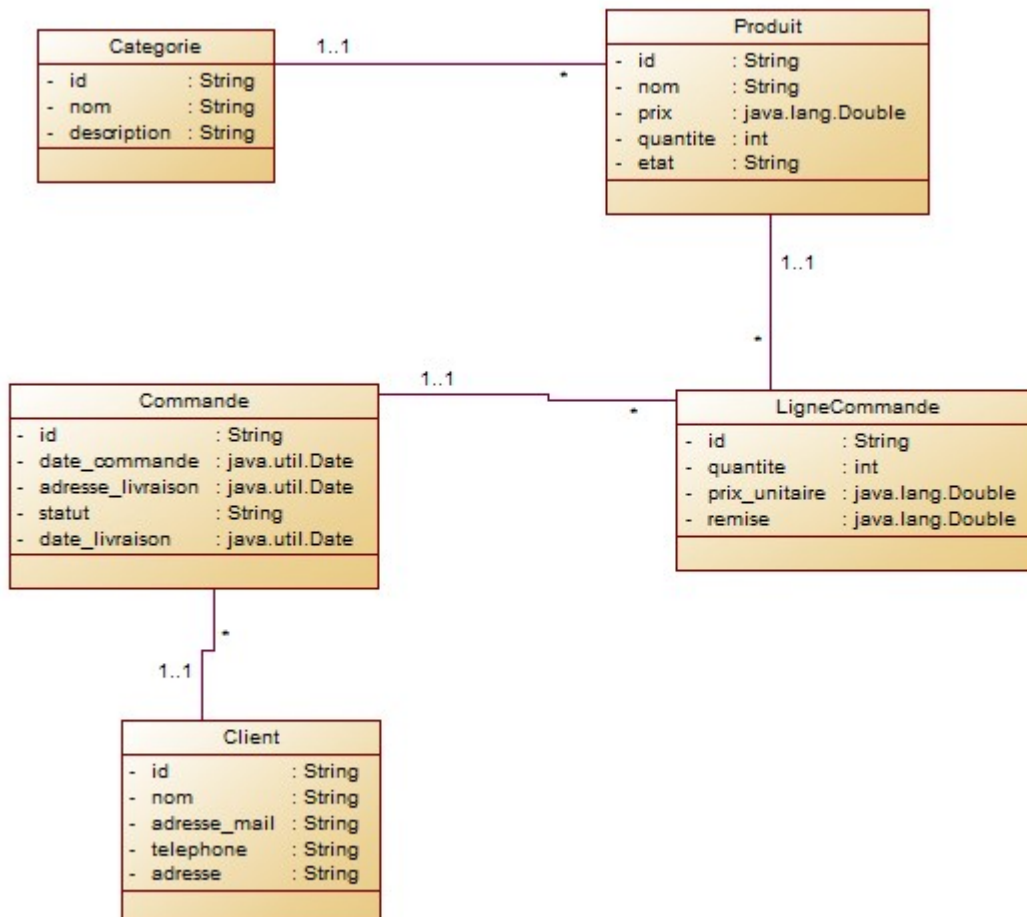 Categorie
- id : String
- nom : String
- description : String
1..1
*
Produit
- id : String
- nom : String
- prix : java.lang.Double
- quantite : int
- etat : String
1..1
*
Commande
- id : String
- date_commande : java.util.Date
- adresse_livraison : java.util.Date
- statut : String
- date_livraison : java.util.Date
1..1
*
LigneCommande
- id : String
- quantite : int
- prix_unitaire : java.lang.Double
- remise : java.lang.Double
*
1..1
Client
- id : String
- nom : String
- adresse_mail : String
- telephone : String
- adresse : String